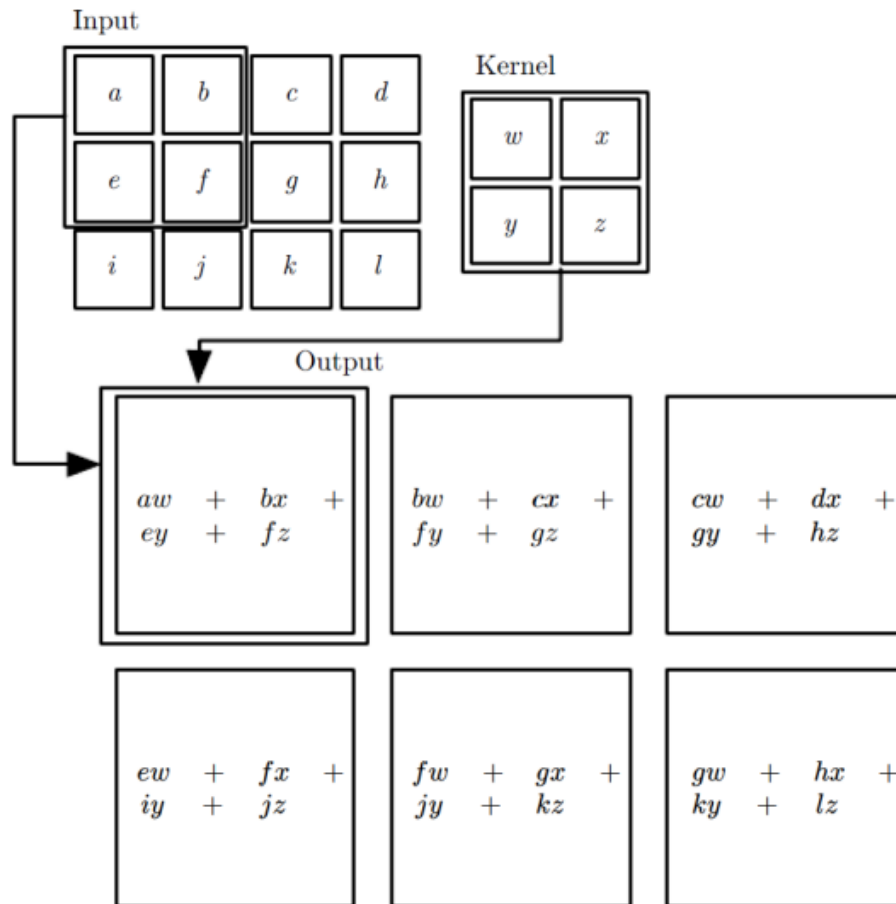 Input
a b c d
e f g h
i j k l
Kernel
w x
y z
Output
aw + bx +
ey + fz
bw + cx +
fy + gz
cw + dx +
gy + hz
ew + fx +
iy + jz
fw + gx +
jy + kz
gw + hx +
ky + lz